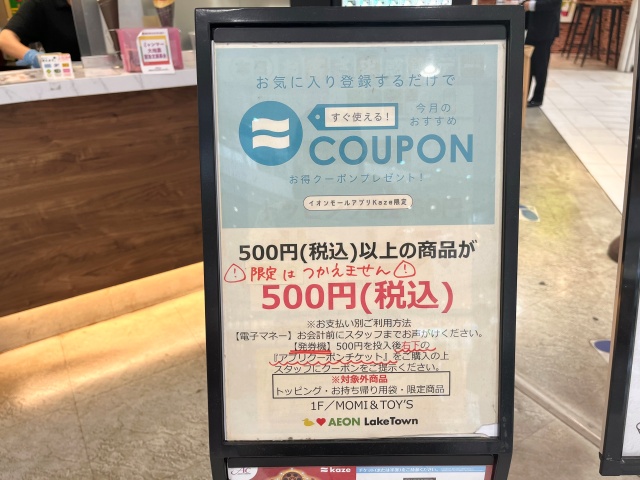 お気に入り登録するだけで
すぐ使える！
今月の
おすすめ
COUPON
お得クーポンプレゼント！
イオンモールアプリKaze限定
500円(税込)以上の商品が
限定はつかえません
500円(税込)
※お支払い別ご利用方法
【電子マネー】お会計前にスタッフまでお声がけください。
【発券機】500円を投入後右下の
『アプリクーポンチケット』をご購入の上
スタッフにクーポンをご提示ください。
※対象外商品
トッピング・お持ち帰り用袋・限定商品
1F／MOMI＆TOY'S
AEON LakeTown
kaze